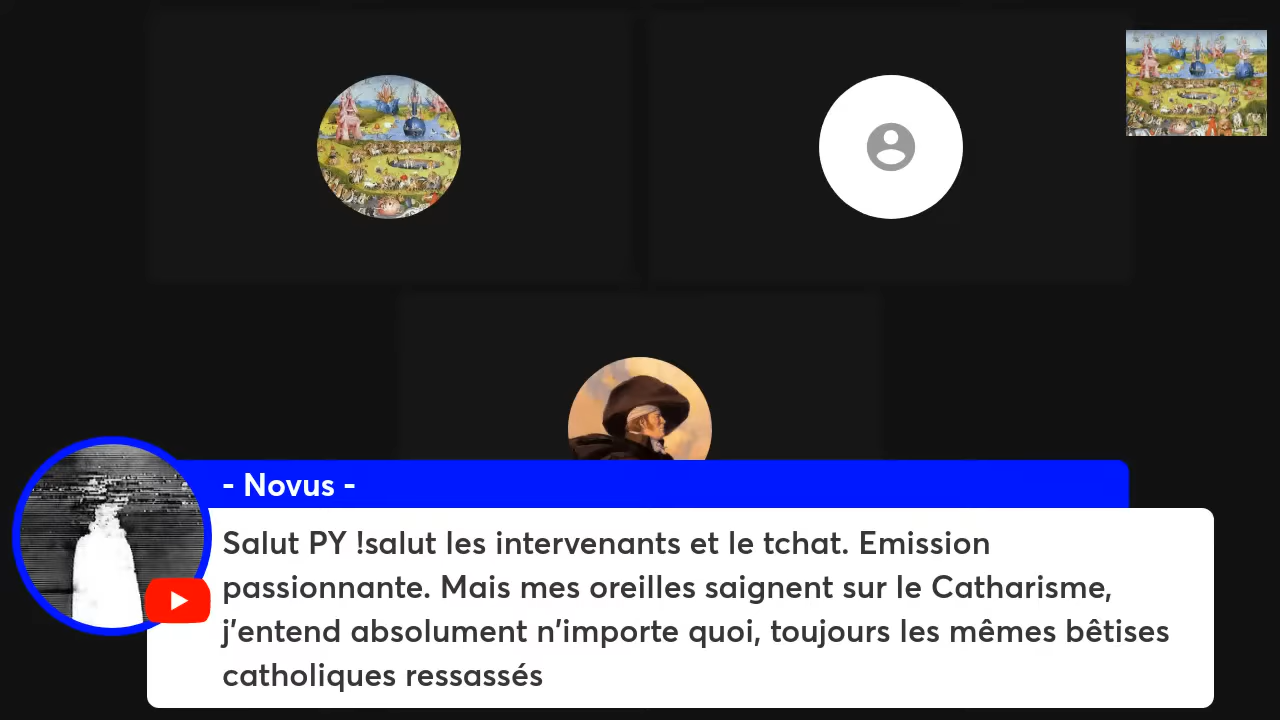 - Novus -
Salut PY !salut les intervenants et le tchat. Emission
passionnante. Mais mes oreilles saignent sur le Catharisme,
j’entend absolument n’importe quoi, toujours les mêmes bêtises
catholiques ressassés